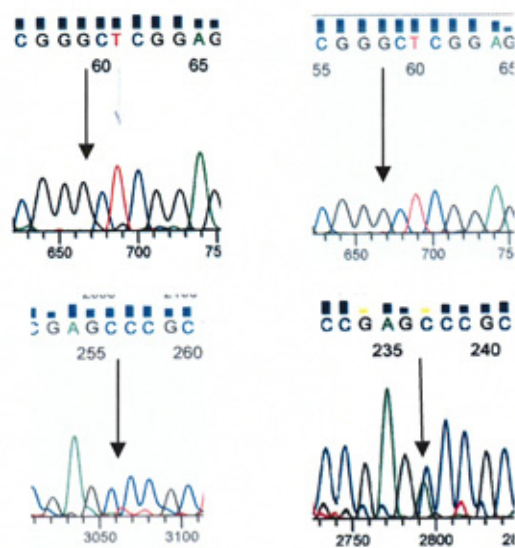 C G G G C T C G G A G
60 65
650 700 75
C G G G C T C G G A G
55 60 65
650 700 75
C G A G C C C G C
255 260
3050 3100
C C G A G C C C G C
235 240
2750 2800 28